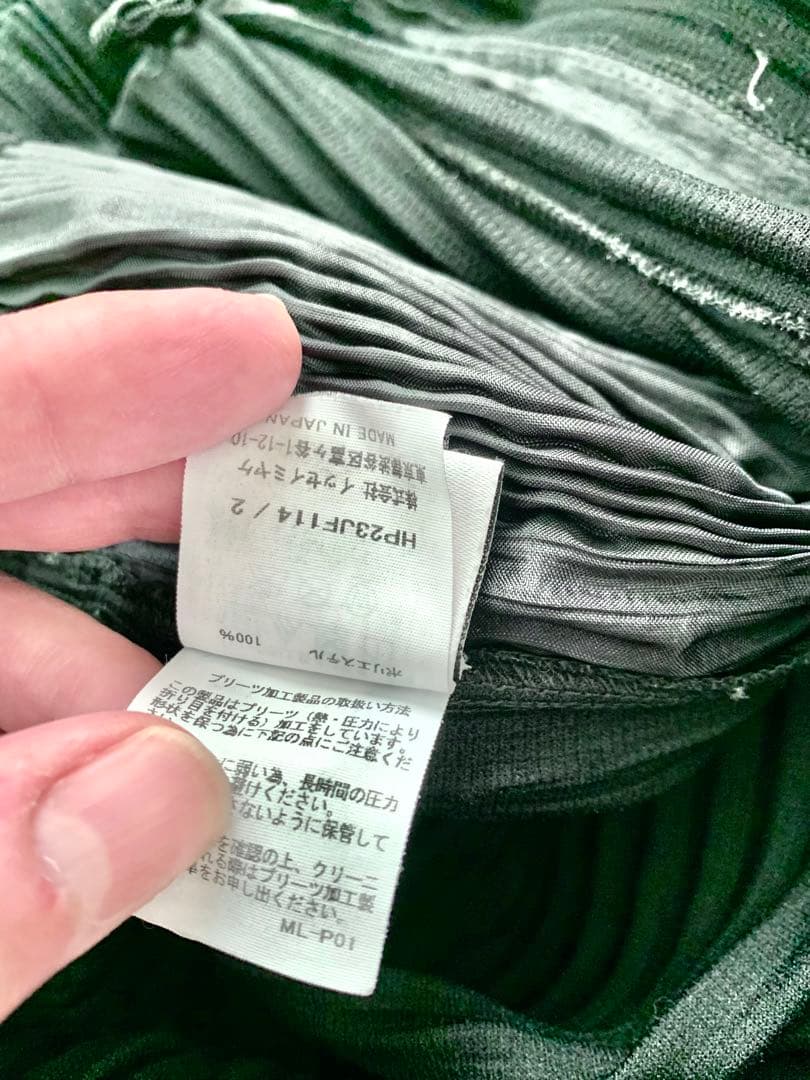 ポリエステル 100%
HP23JF114 / 2
株式会社 イッセイミヤケ
東京都渋谷区富ヶ谷1-12-10
MADE IN JAPAN
プリーツ加工製品の取扱い方法
この製品はプリーツ（熱・圧力により
折り目を付ける）加工をしています。
形状を保つ為に下記の点にご注意くだ
に弱い為、長時間の圧力
避けください。
ないように保管して
を確認の上、クリーニ
れる際はプリーツ加工製
をお申し出ください。
ML-P01